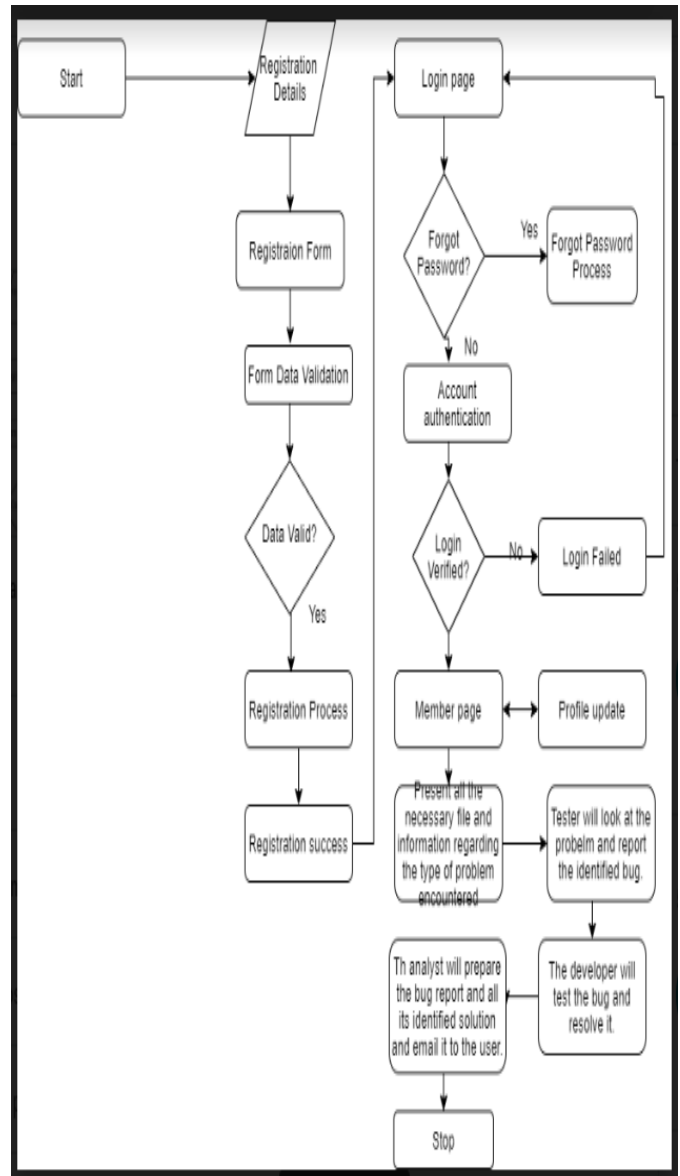 Start
Registration
Details
Registraion Form
Form Data Validation
Data Valid?
Yes
Registration Process
Registration success
Login page
Forgot
Password?
Yes
Forgot Password
Process
No
Account
authentication
Login
Verified?
No
Login Failed
Member page
Profile update
Present all the
necessary file and
information regarding
the type of problem
encountered
Tester will look at the
probelm and report
the identified bug.
The developer will
test the bug and
resolve it.
Th analyst will prepare
the bug report and all
its identified solution
and email it to the user.
Stop